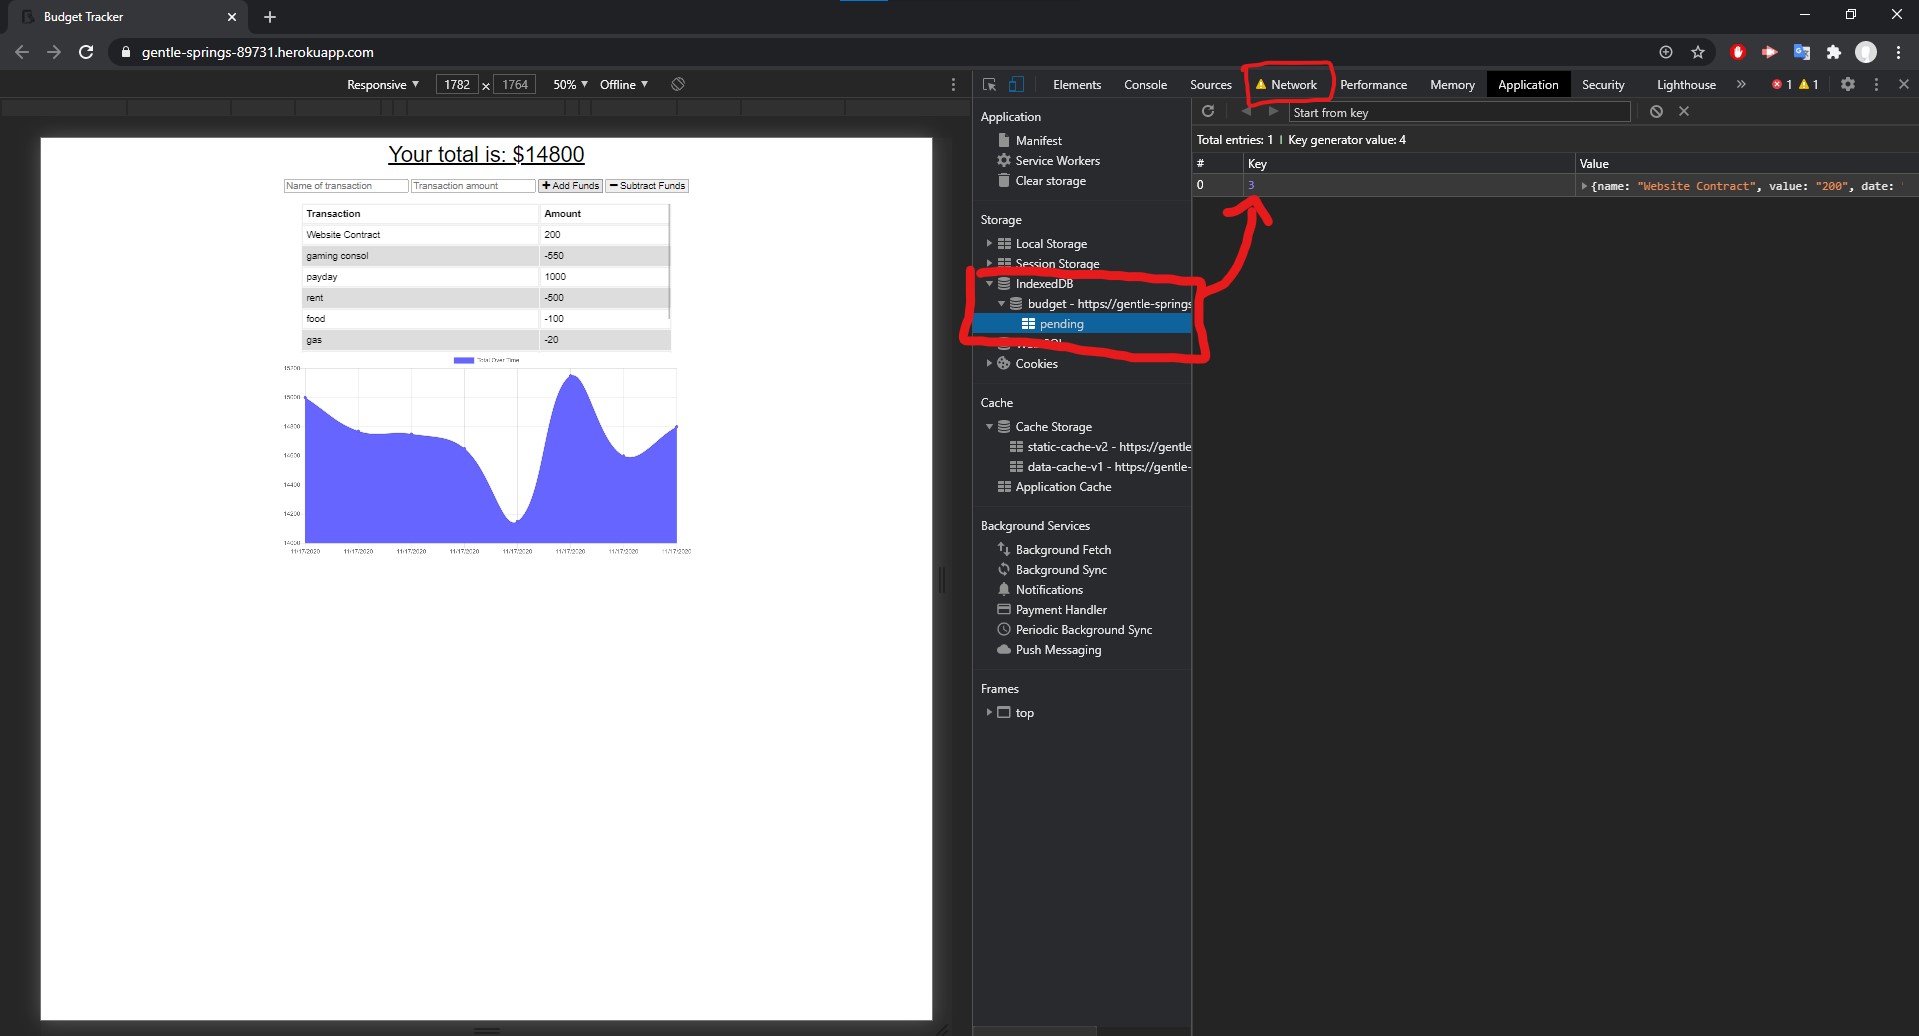 Budget Tracker
gentle-springs-89731.herokuapp.com
Responsive 1782 × 1764 50% Offline
Elements Console Sources Network Performance Memory Application Security Lighthouse » 1 1
Your total is: $14800
Name of transaction Transaction amount Add Funds Subtract Funds
Transaction Amount
Website Contract 200
gaming consol -550
payday 1000
rent -500
food -100
gas -20
Total Over Time
15200
15000
14800
14600
14400
14200
14000
11/17/2020 11/17/2020 11/17/2020 11/17/2020 11/17/2020 11/17/2020 11/17/2020 11/17/2020
Application
Manifest
Service Workers
Clear storage
Storage
Local Storage
Session Storage
IndexedDB
budget - https://gentle-springs
pending
Cookies
Cache
Cache Storage
static-cache-v2 - https://gentle
data-cache-v1 - https://gentle-
Application Cache
Background Services
Background Fetch
Background Sync
Notifications
Payment Handler
Periodic Background Sync
Push Messaging
Frames
top
Start from key
Total entries: 1 Key generator value: 4
# Key Value
0 3 {name: "Website Contract", value: "200", date: